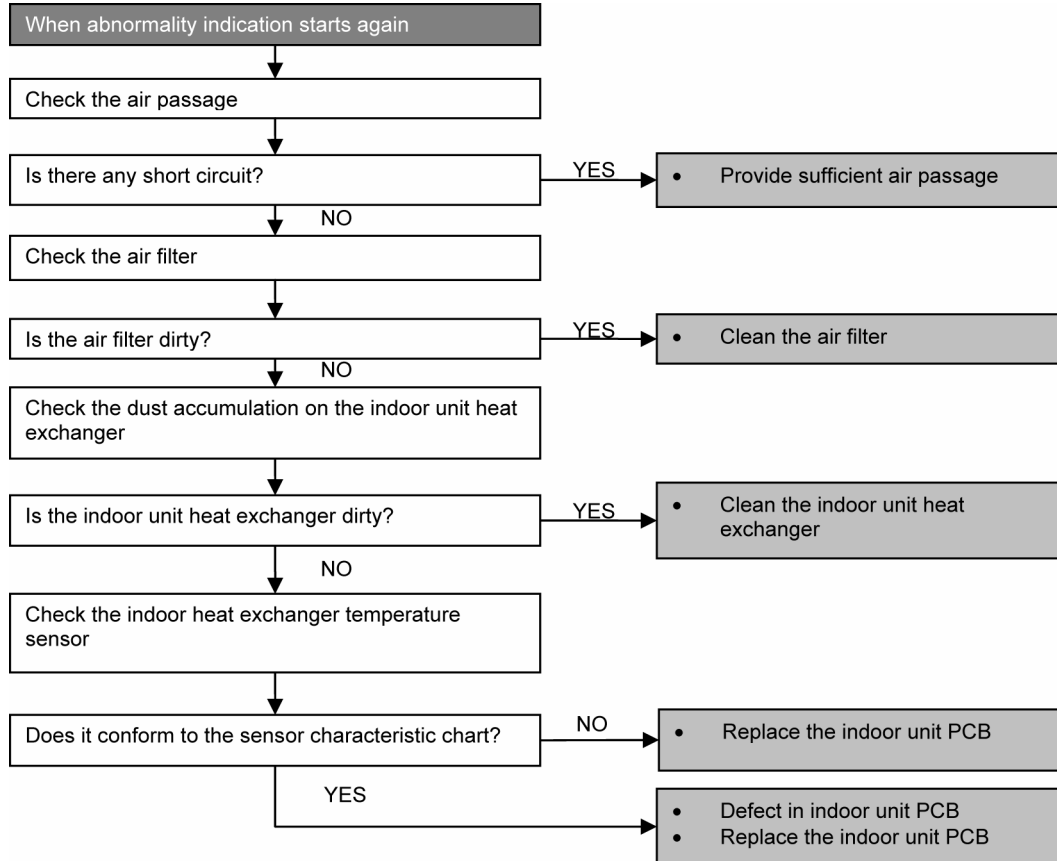 When abnormality indication starts again
Check the air passage
Is there any short circuit?
YES
• Provide sufficient air passage
NO
Check the air filter
Is the air filter dirty?
YES
• Clean the air filter
NO
Check the dust accumulation on the indoor unit heat
exchanger
Is the indoor unit heat exchanger dirty?
YES
• Clean the indoor unit heat
exchanger
NO
Check the indoor heat exchanger temperature
sensor
Does it conform to the sensor characteristic chart?
NO
• Replace the indoor unit PCB
YES
• Defect in indoor unit PCB
• Replace the indoor unit PCB